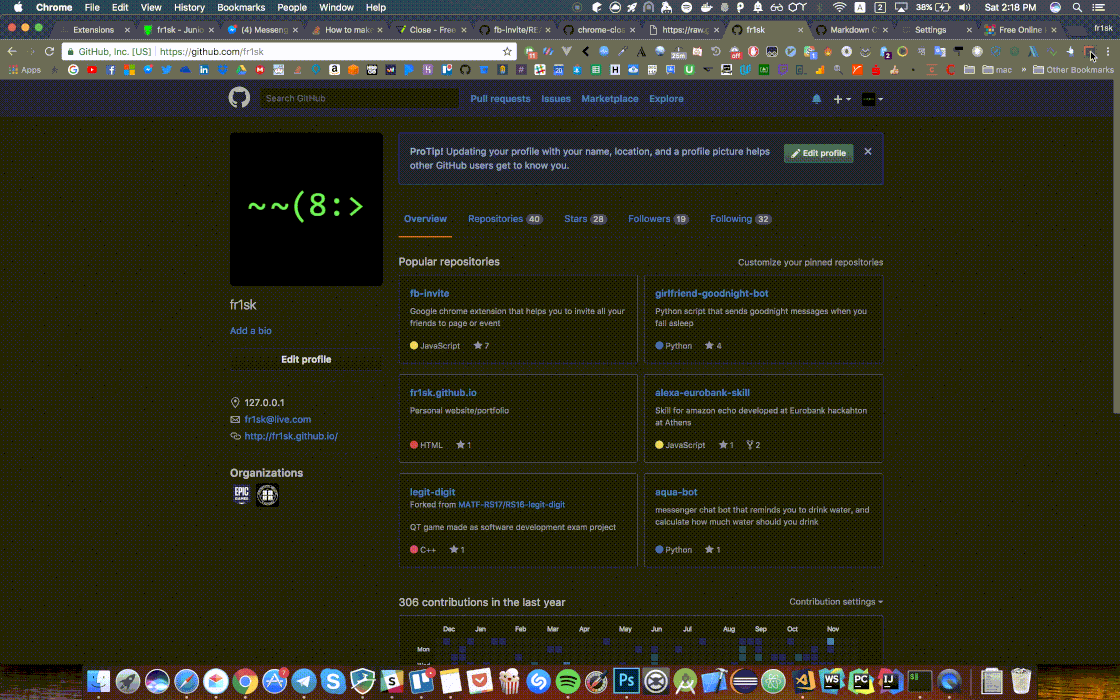 Chrome File Edit View History Bookmarks People Window Help 38% Sat 2:18 PM
Extensions fr1sk - Junio How to make Close - Free fb-invite/RE chrome-cloa https://raw.g fr1sk Markdown C Settings Free Online I fr1sk
GitHub, Inc. [US] https://github.com/fr1sk
Apps mac » Other Bookmarks
Search GitHub Pull requests Issues Marketplace Explore
ProTip! Updating your profile with your name, location, and a profile picture helps
other GitHub users get to know you.
Edit profile
~~(8:>
Overview Repositories 40 Stars 28 Followers 19 Following 32
Popular repositories Customize your pinned repositories
fb-invite
Google chrome extension that helps you to invite all your
friends to page or event
JavaScript 7
girlfriend-goodnight-bot
Python script that sends goodnight messages when you
fall asleep
Python 4
fr1sk
Add a bio
Edit profile
127.0.0.1
fr1sk@live.com
http://fr1sk.github.io/
Organizations
EPIC
fr1sk.github.io
Personal website/portfolio
HTML 1
alexa-eurobank-skill
Skill for amazon echo developed at Eurobank hackahton
at Athens
JavaScript 1 2
legit-digit
Forked from MATF-RS17/RS16-legit-digit
QT game made as software development exam project
C++ 1
aqua-bot
messenger chat bot that reminds you to drink water, and
calculate how much water should you drink
Python 1
306 contributions in the last year Contribution settings
Dec Jan Feb Mar Apr May Jun Jul Aug Sep Oct Nov
Mon